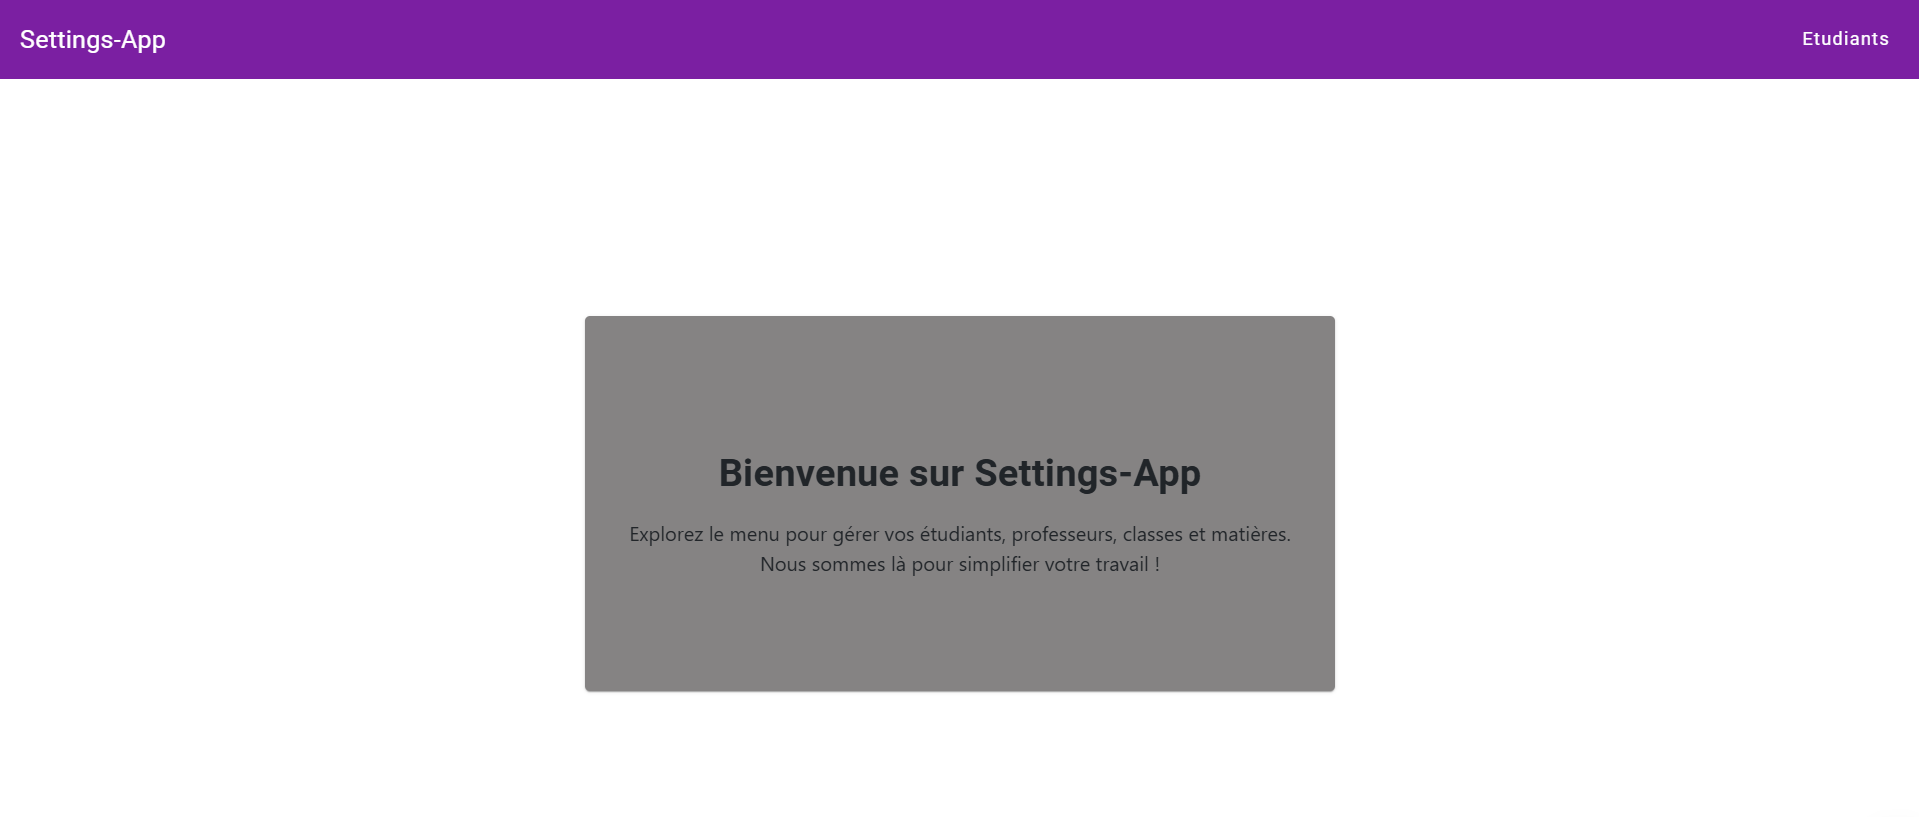 Settings-App
Etudiants
Bienvenue sur Settings-App
Explorez le menu pour gérer vos étudiants, professeurs, classes et matières.
Nous sommes là pour simplifier votre travail !